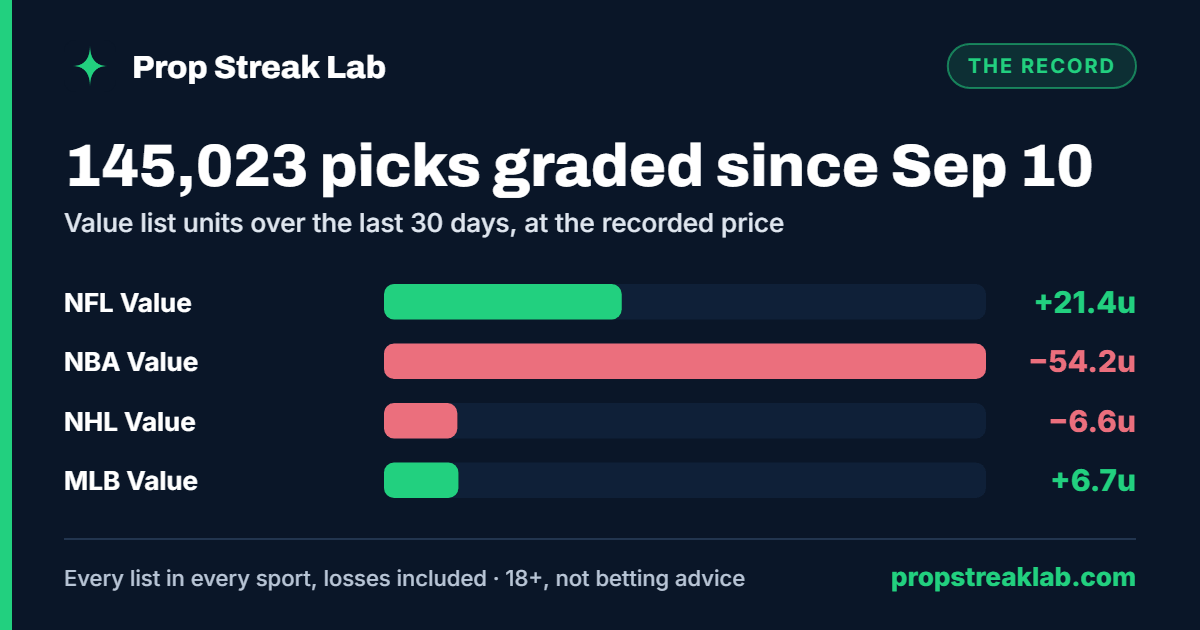 Prop Streak Lab
THE RECORD
145,023 picks graded since Sep 10
Value list units over the last 30 days, at the recorded price
NFL Value +21.4u
NBA Value −54.2u
NHL Value −6.6u
MLB Value +6.7u
Every list in every sport, losses included · 18+, not betting advice
propstreaklab.com